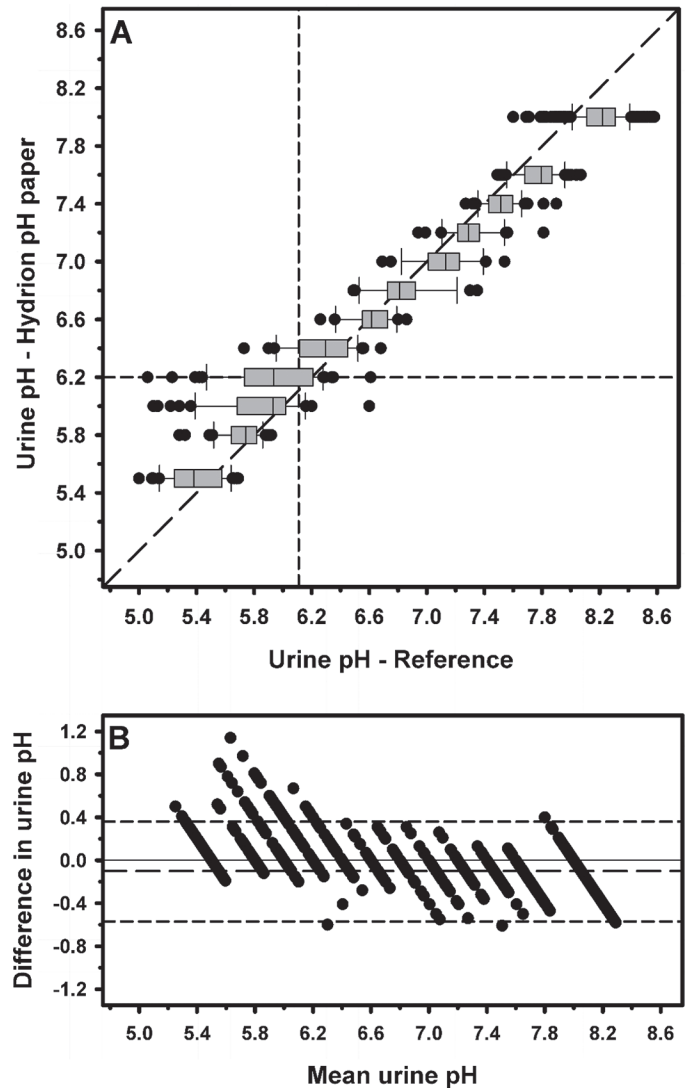 A
8.6
8.2
7.8
7.4
7.0
6.6
6.2
5.8
5.4
5.0
Urine pH - Hydrion pH paper
5.0 5.4 5.8 6.2 6.6 7.0 7.4 7.8 8.2 8.6
Urine pH - Reference
B
1.2
0.8
0.4
0.0
-0.4
-0.8
-1.2
Difference in urine pH
5.0 5.4 5.8 6.2 6.6 7.0 7.4 7.8 8.2 8.6
Mean urine pH